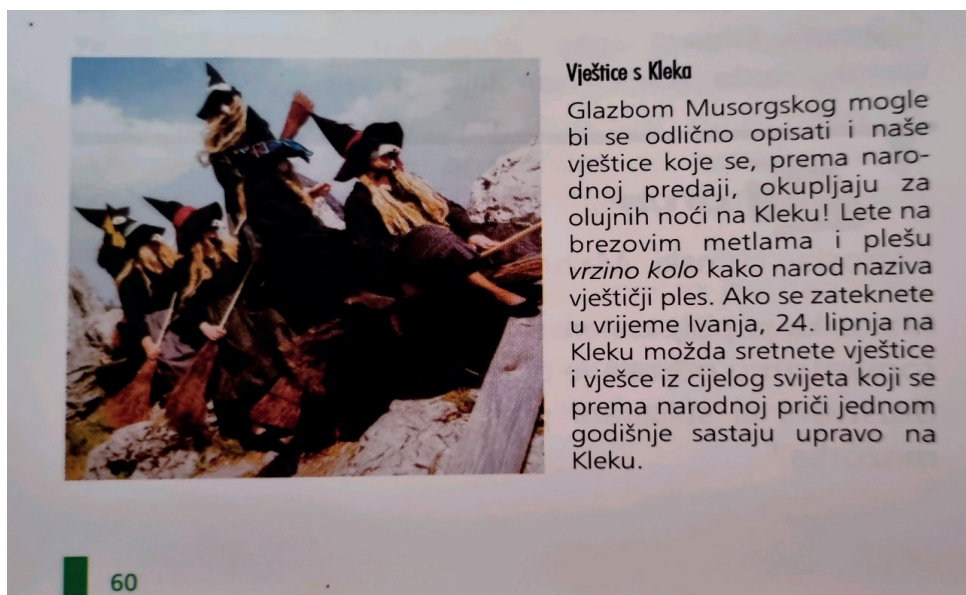 Vještice s Kleka
Glazbom Musorgskog mogle
bi se odlično opisati i naše
vještice koje se, prema naro-
dnoj predaji, okupljaju za
olujnih noći na Kleku! Lete na
brezovim metlama i plešu
vrzino kolo kako narod naziva
vještičji ples. Ako se zateknete
u vrijeme Ivanja, 24. lipnja na
Kleku možda sretnete vještice
i vješce iz cijelog svijeta koji se
prema narodnoj priči jednom
godišnje sastaju upravo na
Kleku.
60